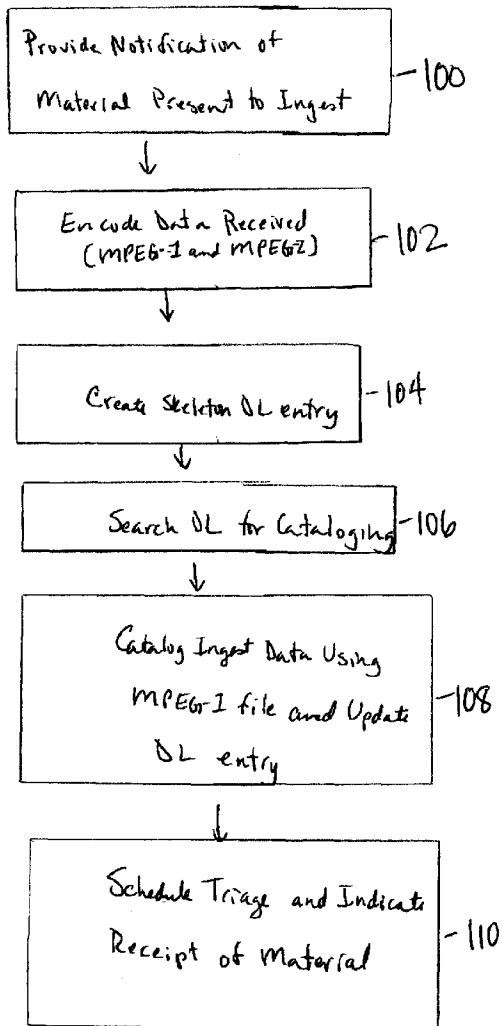 Provide Notification of
Material Present to Ingest
100
Encode Data Received
(MPEG-1 and MPEG2)
102
Create Skeleton DL entry
104
Search DL for Cataloging
106
Catalog Ingest Data Using
MPEG-1 file and Update
DL entry
108
Schedule Triage and Indicate
Receipt of Material
110